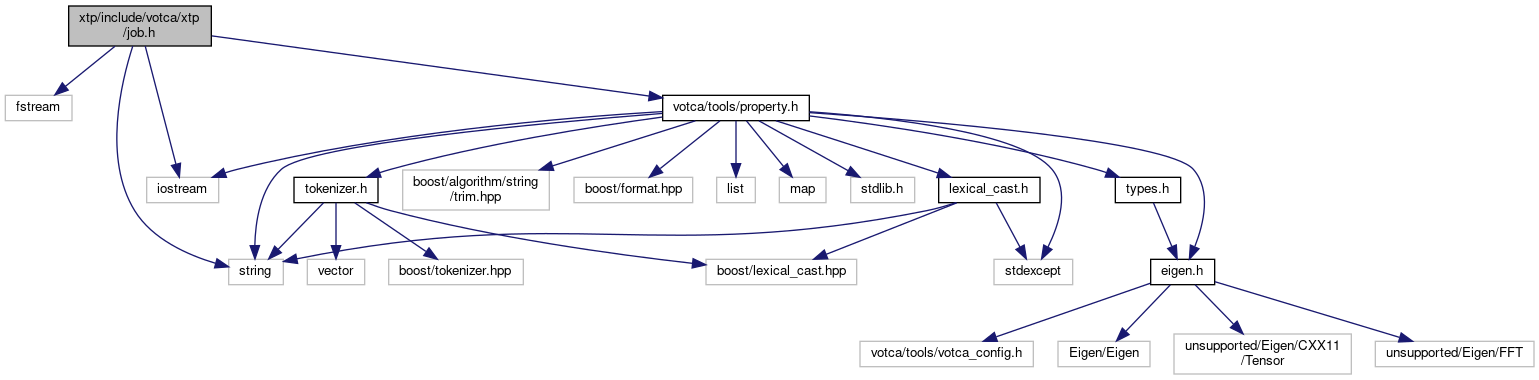 xtp/include/votca/xtp
/job.h
fstream
votca/tools/property.h
iostream
tokenizer.h
boost/algorithm/string
/trim.hpp
boost/format.hpp
list
map
stdlib.h
lexical_cast.h
types.h
string
vector
boost/tokenizer.hpp
boost/lexical_cast.hpp
stdexcept
eigen.h
votca/tools/votca_config.h
Eigen/Eigen
unsupported/Eigen/CXX11
/Tensor
unsupported/Eigen/FFT